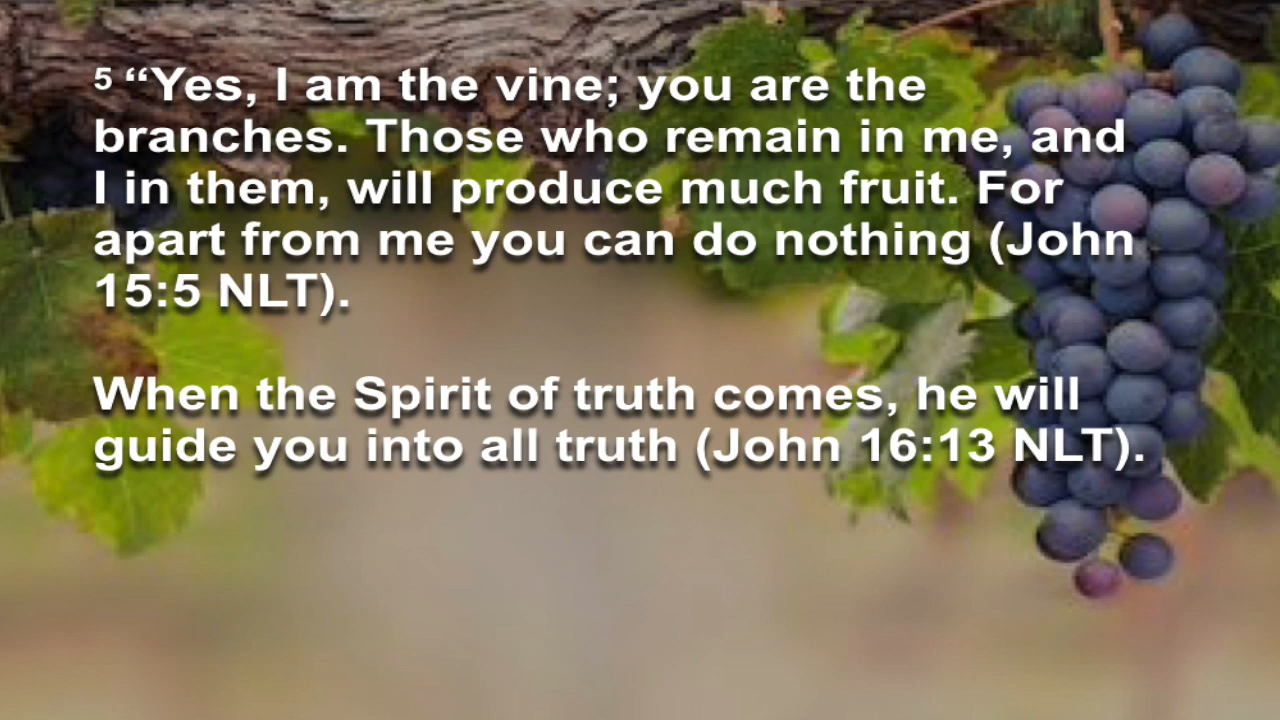 5 “Yes, I am the vine; you are the
branches. Those who remain in me, and
I in them, will produce much fruit. For
apart from me you can do nothing (John
15:5 NLT).
When the Spirit of truth comes, he will
guide you into all truth (John 16:13 NLT).